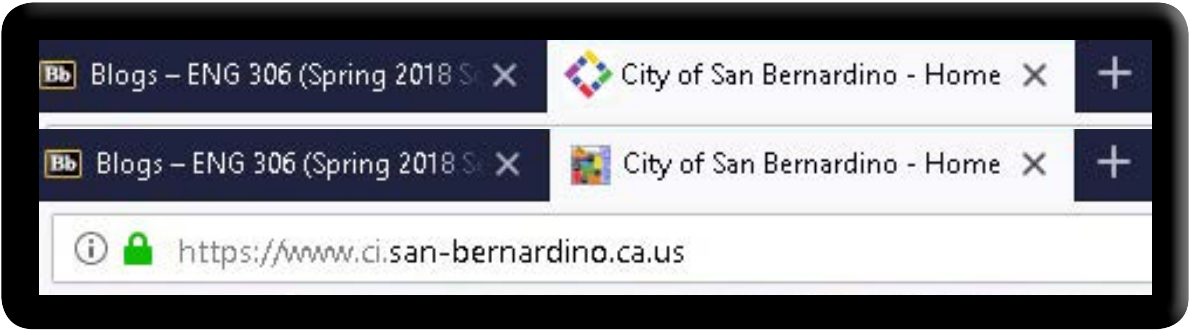 Bb Blogs – ENG 306 (Spring 2018 S City of San Bernardino - Home
Bb Blogs – ENG 306 (Spring 2018 S City of San Bernardino - Home
https://www.ci.san-bernardino.ca.us